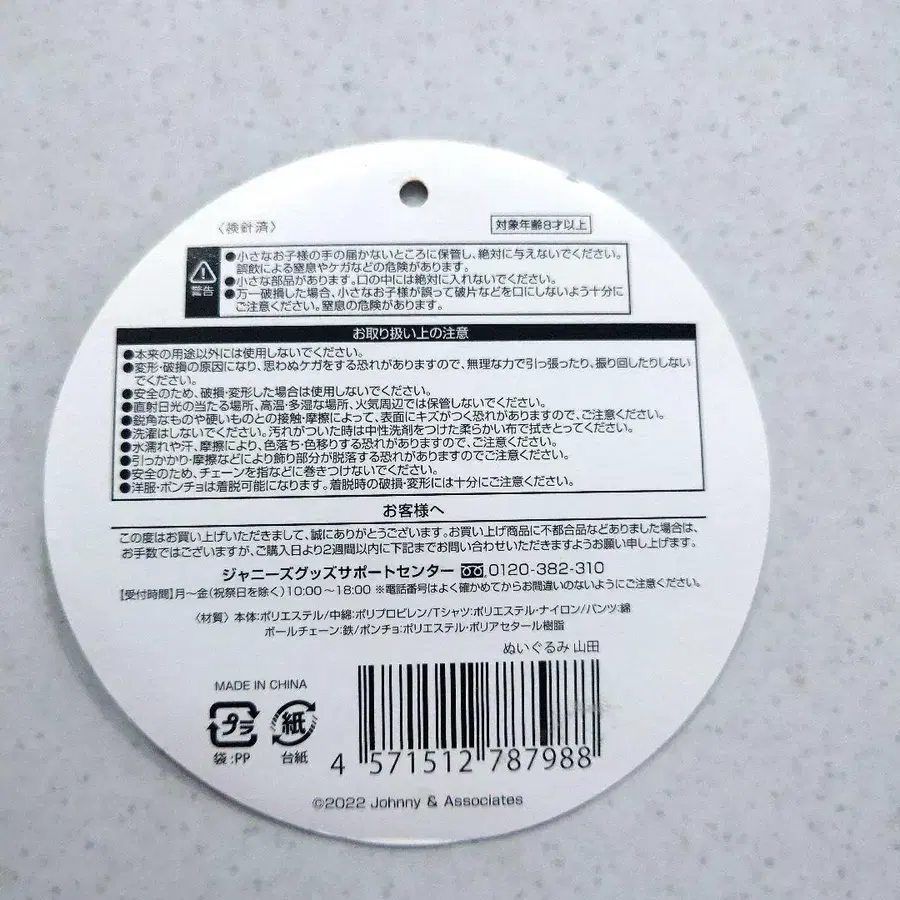 〈検針済〉
対象年齢8才以上
警告
●小さなお子様の手の届かないところに保管し、絶対に与えないでください。
誤飲による窒息やケガなどの危険があります。
●小さな部品があります。口の中には絶対に入れないでください。
●万一破損した場合、小さなお子様が誤って破片などを口にしないよう十分に
ご注意ください。窒息の危険があります。
お取り扱い上の注意
●本来の用途以外には使用しないでください。
●変形・破損の原因になり、思わぬケガをする恐れがありますので、無理な力で引っ張ったり、振り回したりしない
でください。
●安全のため、破損・変形した場合は使用しないでください。
●直射日光の当たる場所、高温・多湿な場所、火気周辺では保管しないでください。
●鋭角なものや硬いものとの接触・摩擦によって、表面にキズがつく恐れがありますので、ご注意ください。
●洗濯はしないでください。汚れがついた時は中性洗剤をつけた柔らかい布で拭きとってください。
●水濡れや汗、摩擦により、色落ち・色移りする恐れがありますので、ご注意ください。
●引っかかり・摩擦などにより飾り部分が脱落する恐れがありますのでご注意ください。
●安全のため、チェーンを指などに巻きつけないでください。
●洋服・ポンチョは着脱可能になります。着脱時の破損・変形には十分にご注意ください。
お客様へ
この度はお買い上げいただきまして、誠にありがとうございます。お買い上げ商品に不都合品などありました場合は、
お手数ではございますが、ご購入日より2週間以内に下記までお問い合わせいただきますようお願い申し上げます。
ジャニーズグッズサポートセンター 0120-382-310
【受付時間】月～金(祝祭日を除く)10:00～18:00 ※電話番号はよく確かめてからお間違いのないようにご注意ください。
〈材質〉本体:ポリエステル/中綿:ポリプロピレン/Tシャツ:ポリエステル・ナイロン//パンツ:綿
ボールチェーン:鉄/ポンチョ:ポリエステル・ポリアセタール樹脂
ぬいぐるみ 山田
MADE IN CHINA
プラ 紙
袋:PP 台紙
4 571512 787988
©2022 Johnny & Associates